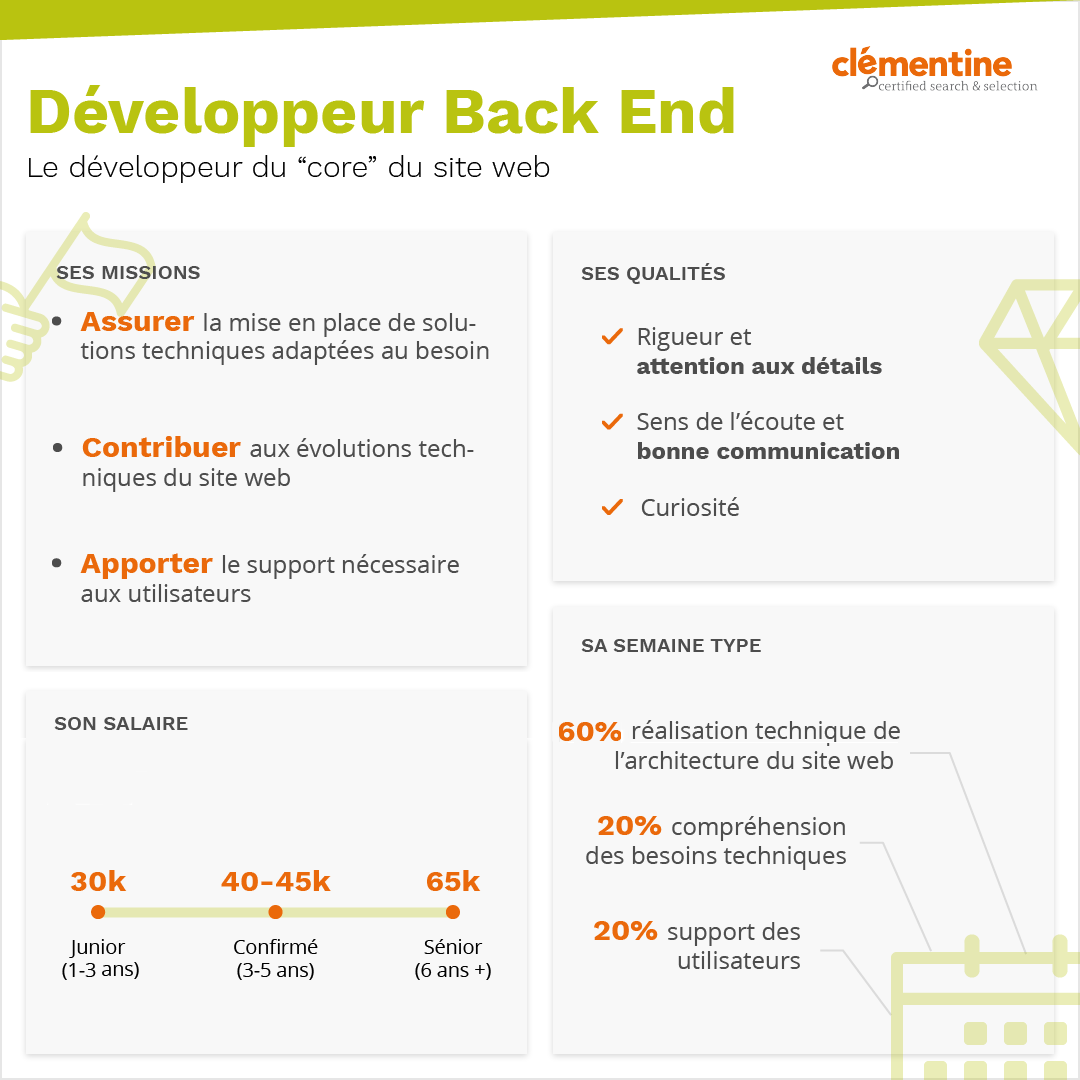 clémentine
certified search & selection
Développeur Back End
Le développeur du “core” du site web
SES MISSIONS
• Assurer la mise en place de solu-
tions techniques adaptées au besoin
• Contribuer aux évolutions tech-
niques du site web
• Apporter le support nécessaire
aux utilisateurs
SES QUALITÉS
Rigueur et
attention aux détails
Sens de l’écoute et
bonne communication
Curiosité
SON SALAIRE
30k 40-45k 65k
Junior Confirmé Sénior
(1-3 ans) (3-5 ans) (6 ans +)
SA SEMAINE TYPE
60% réalisation technique de
l’architecture du site web
20% compréhension
des besoins techniques
20% support des
utilisateurs